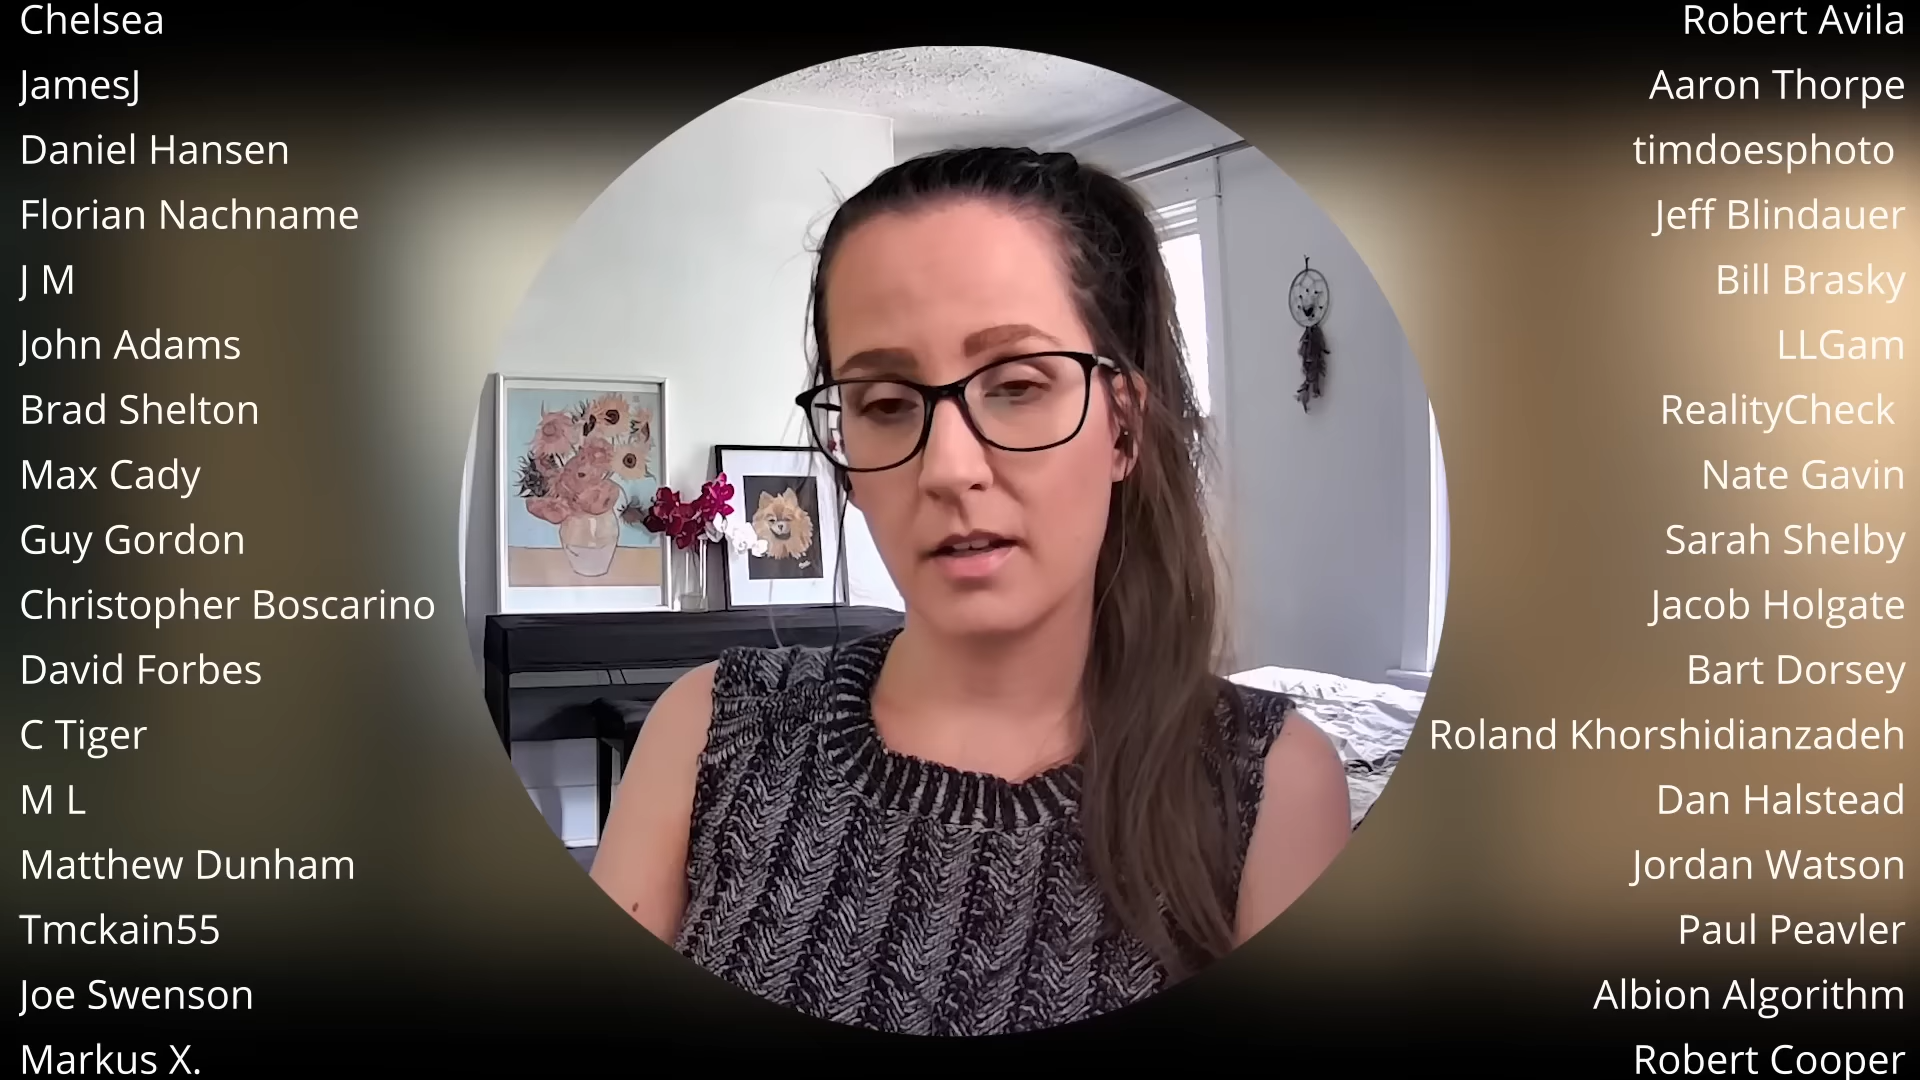 Chelsea
JamesJ
Daniel Hansen
Florian Nachname
J M
John Adams
Brad Shelton
Max Cady
Guy Gordon
Christopher Boscarino
David Forbes
C Tiger
M L
Matthew Dunham
Tmckain55
Joe Swenson
Markus X.
Robert Avila
Aaron Thorpe
timdoesphoto
Jeff Blindauer
Bill Brasky
LLGam
RealityCheck
Nate Gavin
Sarah Shelby
Jacob Holgate
Bart Dorsey
Roland Khorshidianzadeh
Dan Halstead
Jordan Watson
Paul Peavler
Albion Algorithm
Robert Cooper